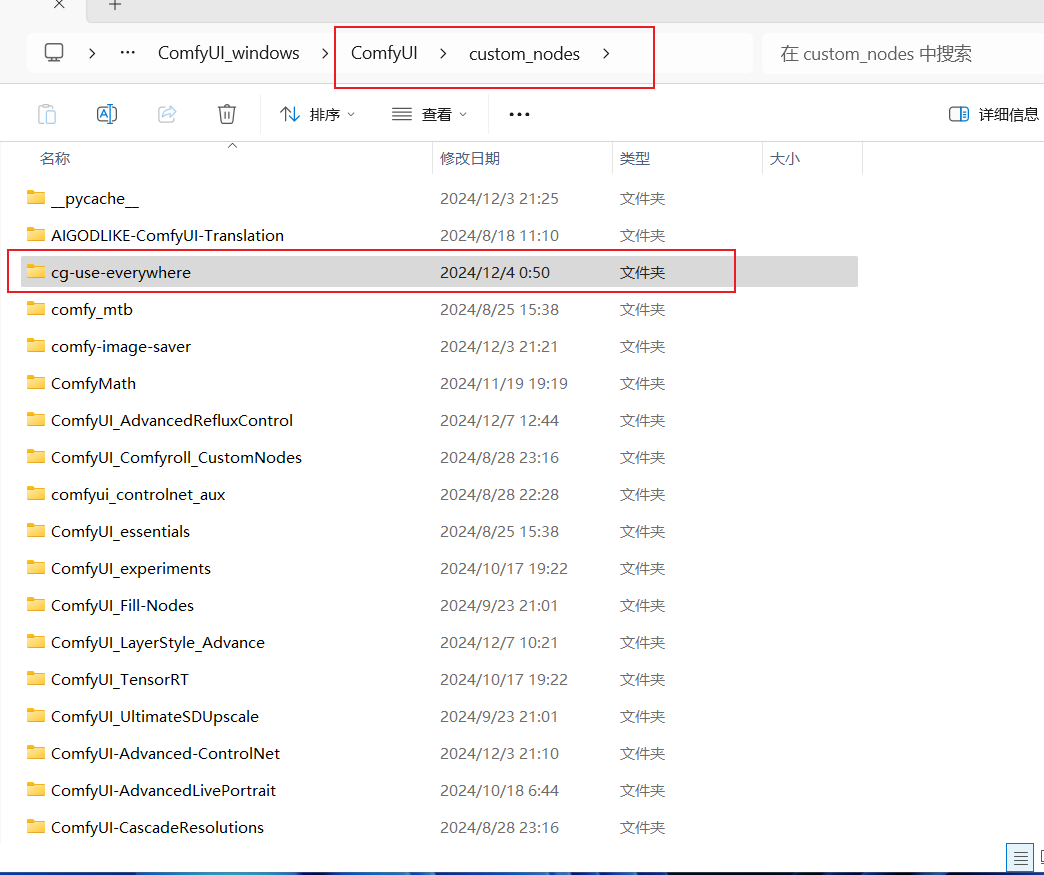 ComfyUI_windows ComfyUI custom_nodes 在 custom_nodes 中搜索
A 排序 查看 详细信息
名称 修改日期 类型 大小
__pycache__ 2024/12/3 21:25 文件夹
AIGODLIKE-ComfyUI-Translation 2024/8/18 11:10 文件夹
cg-use-everywhere 2024/12/4 0:50 文件夹
comfy_mtb 2024/8/25 15:38 文件夹
comfy-image-saver 2024/12/3 21:21 文件夹
ComfyMath 2024/11/19 19:19 文件夹
ComfyUI_AdvancedRefluxControl 2024/12/7 12:44 文件夹
ComfyUI_Comfyroll_CustomNodes 2024/8/28 23:16 文件夹
comfyui_controlnet_aux 2024/8/28 22:28 文件夹
ComfyUI_essentials 2024/8/25 15:38 文件夹
ComfyUI_experiments 2024/10/17 19:22 文件夹
ComfyUI_Fill-Nodes 2024/9/23 21:01 文件夹
ComfyUI_LayerStyle_Advance 2024/12/7 10:21 文件夹
ComfyUI_TensorRT 2024/10/17 19:22 文件夹
ComfyUI_UltimateSDUpscale 2024/9/23 21:01 文件夹
ComfyUI-Advanced-ControlNet 2024/12/3 21:10 文件夹
ComfyUI-AdvancedLivePortrait 2024/10/18 6:44 文件夹
ComfyUI-CascadeResolutions 2024/8/28 23:16 文件夹